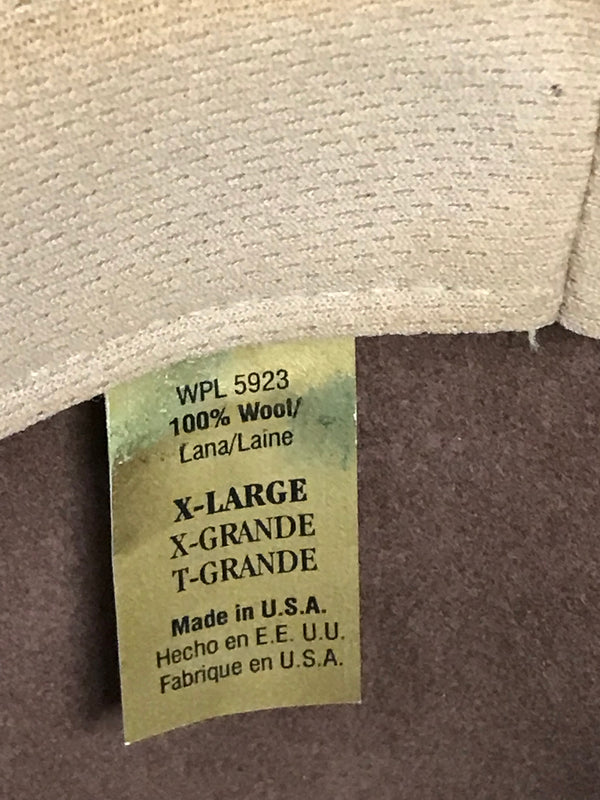 WPL 5923
100% Wool/
Lana/Laine
X-LARGE
X-GRANDE
T-GRANDE
Made in U.S.A.
Hecho en E.E. U.U.
Fabrique en U.S.A.